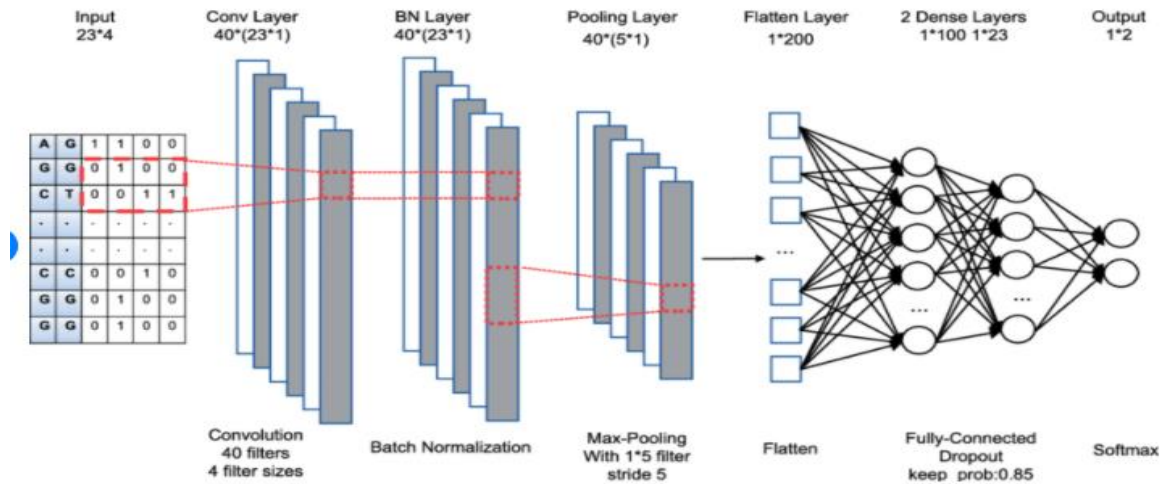 Input
23*4
Conv Layer
40*(23*1)
BN Layer
40*(23*1)
Pooling Layer
40*(5*1)
Flatten Layer
1*200
2 Dense Layers
1*100 1*23
Output
1*2
A G 1 1 0 0
G G 0 1 0 0
C T 0 0 1 1
. . . . . .
. . . . . .
C C 0 0 1 0
G G 0 1 0 0
G G 0 1 0 0
...
...
...
Convolution
40 filters
4 filter sizes
Batch Normalization
Max-Pooling
With 1*5 filter
stride 5
Flatten
Fully-Connected
Dropout
keep_prob:0.85
Softmax